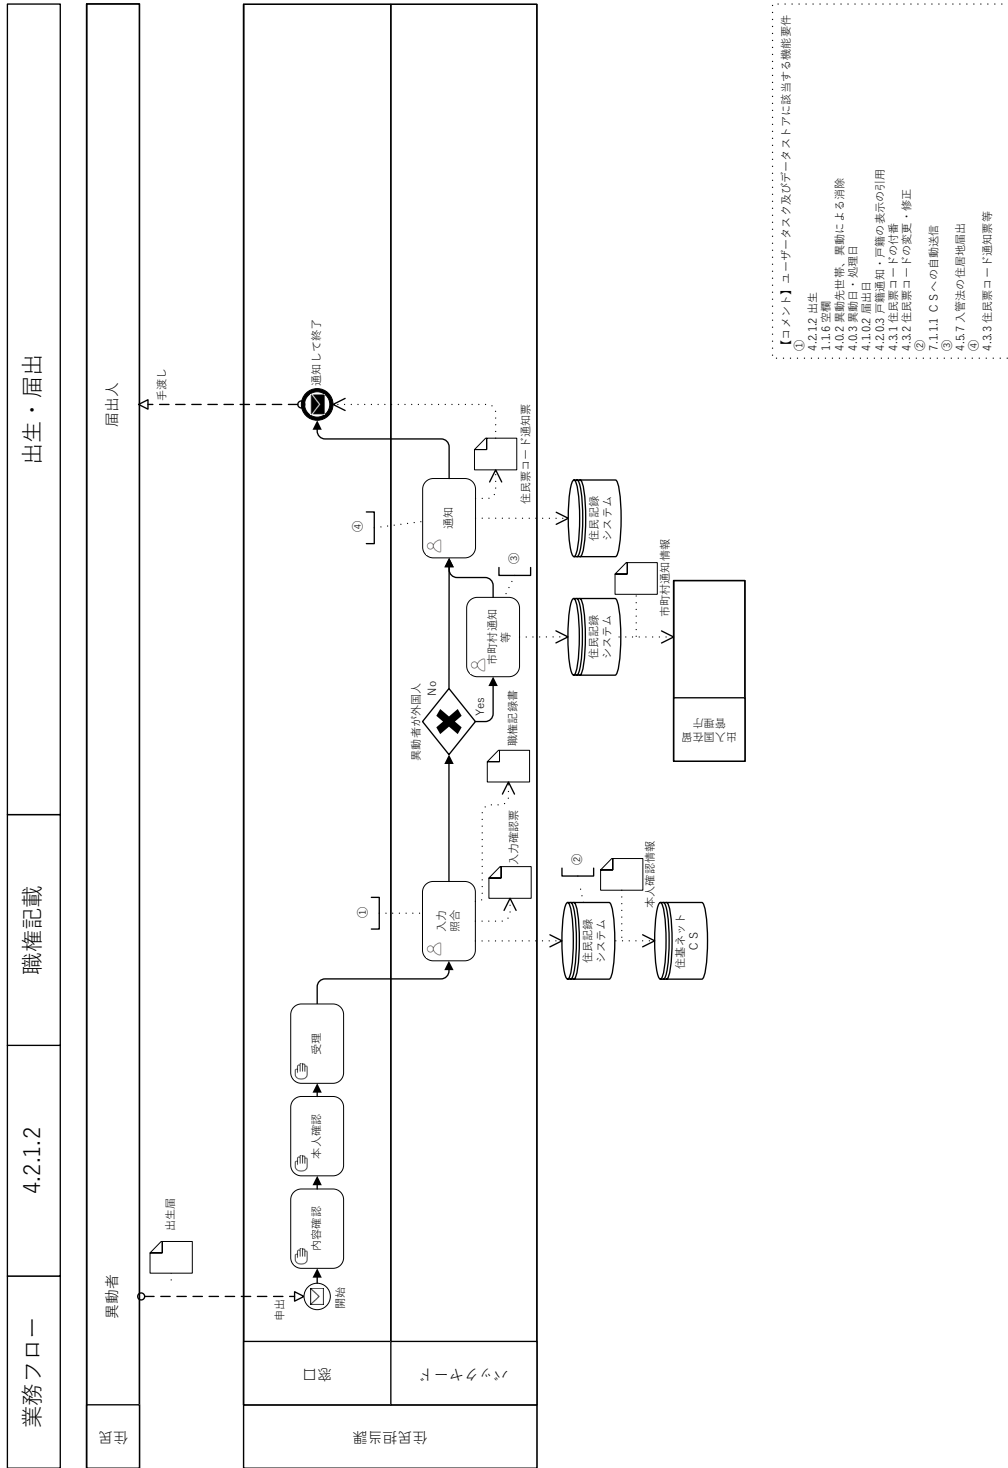 業務フロー
4.2.1.2
職権記載
出生・届出
住民
異動者
届出人
出生届
手渡し
住民担当課
窓口
バックヤード
申出
開始
内容確認
本人確認
受理
通知して終了
①
入力
照合
入力確認票
職権記録書
異動者が外国人
No
Yes
市町村通知
等
③
④
通知
住民票コード通知票
住民記録
システム
②
本人確認情報
住基ネット
CS
住民記録
システム
市町村通知情報
住民記録
システム
出入国在留
管理庁
【コメント】ユーザータスク及びデータストアに該当する機能要件
①
4.2.1.2 出生
1.1.6 空欄
4.0.2 異動先世帯、異動による消除
4.0.3 異動日・処理日
4.1.0.2 届出日
4.2.0.3 戸籍通知・戸籍の表示の引用
4.3.1 住民票コードの付番
4.3.2 住民票コードの変更・修正
②
7.1.1.1 CSへの自動送信
③
4.5.7 入管法の住居地届出
④
4.3.3 住民票コード通知票等